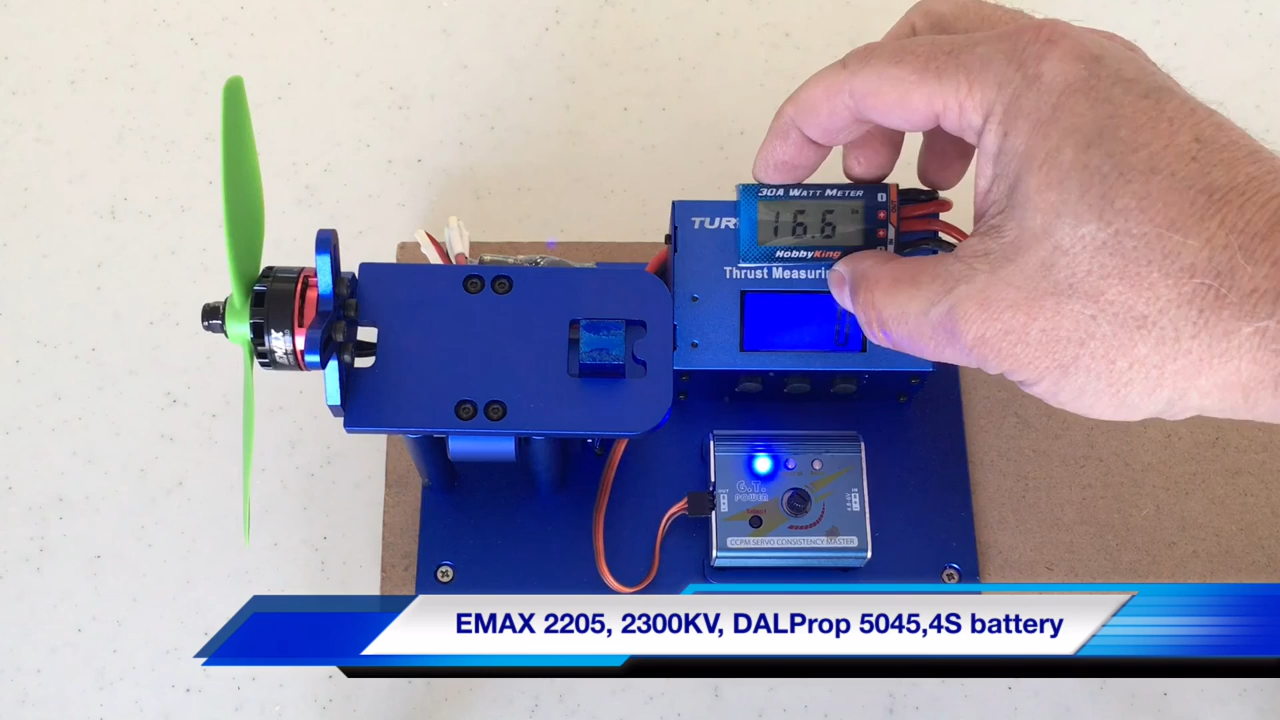 30A WATT METER
16.6
HobbyKing
TUR
Thrust Measurin
0
G.T.
POWER
CCPM SERVO CONSISTENCY MASTER
EMAX 2205, 2300KV, DALProp 5045,4S battery